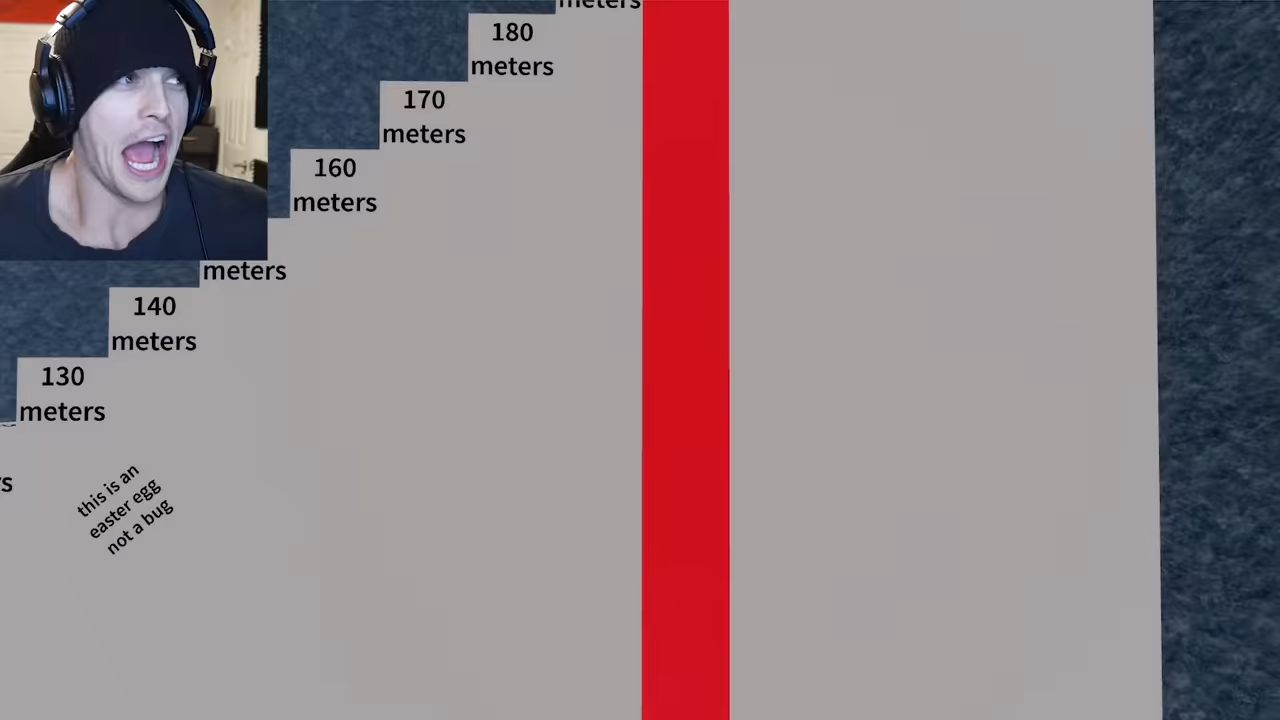 meters
180
meters
170
meters
160
meters
meters
140
meters
130
meters
this is an
easter egg
not a bug